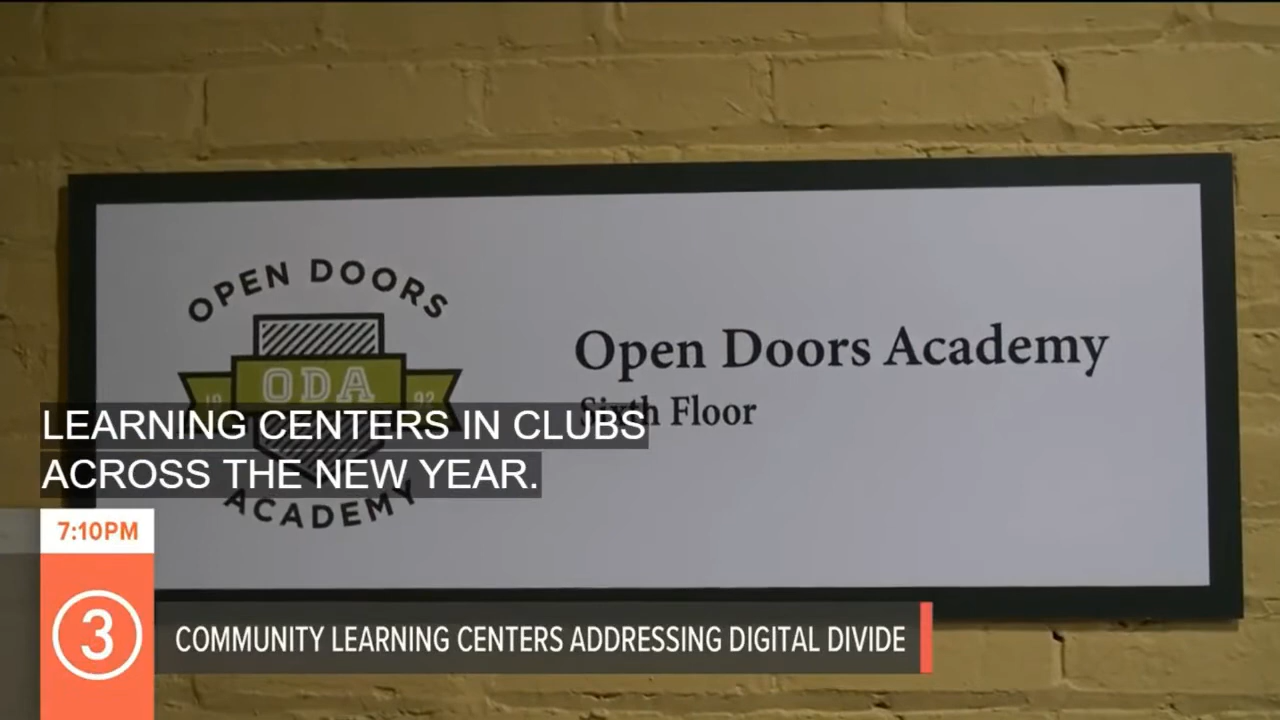 OPEN DOORS
ODA
19 92
ACADEMY
Open Doors Academy
Sixth Floor
LEARNING CENTERS IN CLUBS
ACROSS THE NEW YEAR.
7:10PM
3
COMMUNITY LEARNING CENTERS ADDRESSING DIGITAL DIVIDE